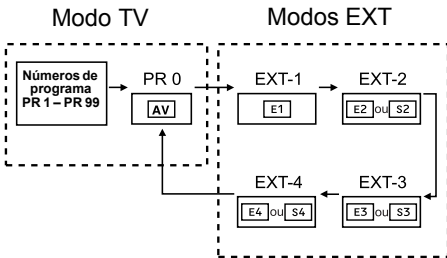 Modo TV
Modos EXT
Números de
programa
PR 1 – PR 99
PR 0
AV
EXT-1
E1
EXT-2
E2 ou S2
EXT-4
E4 ou S4
EXT-3
E3 ou S3